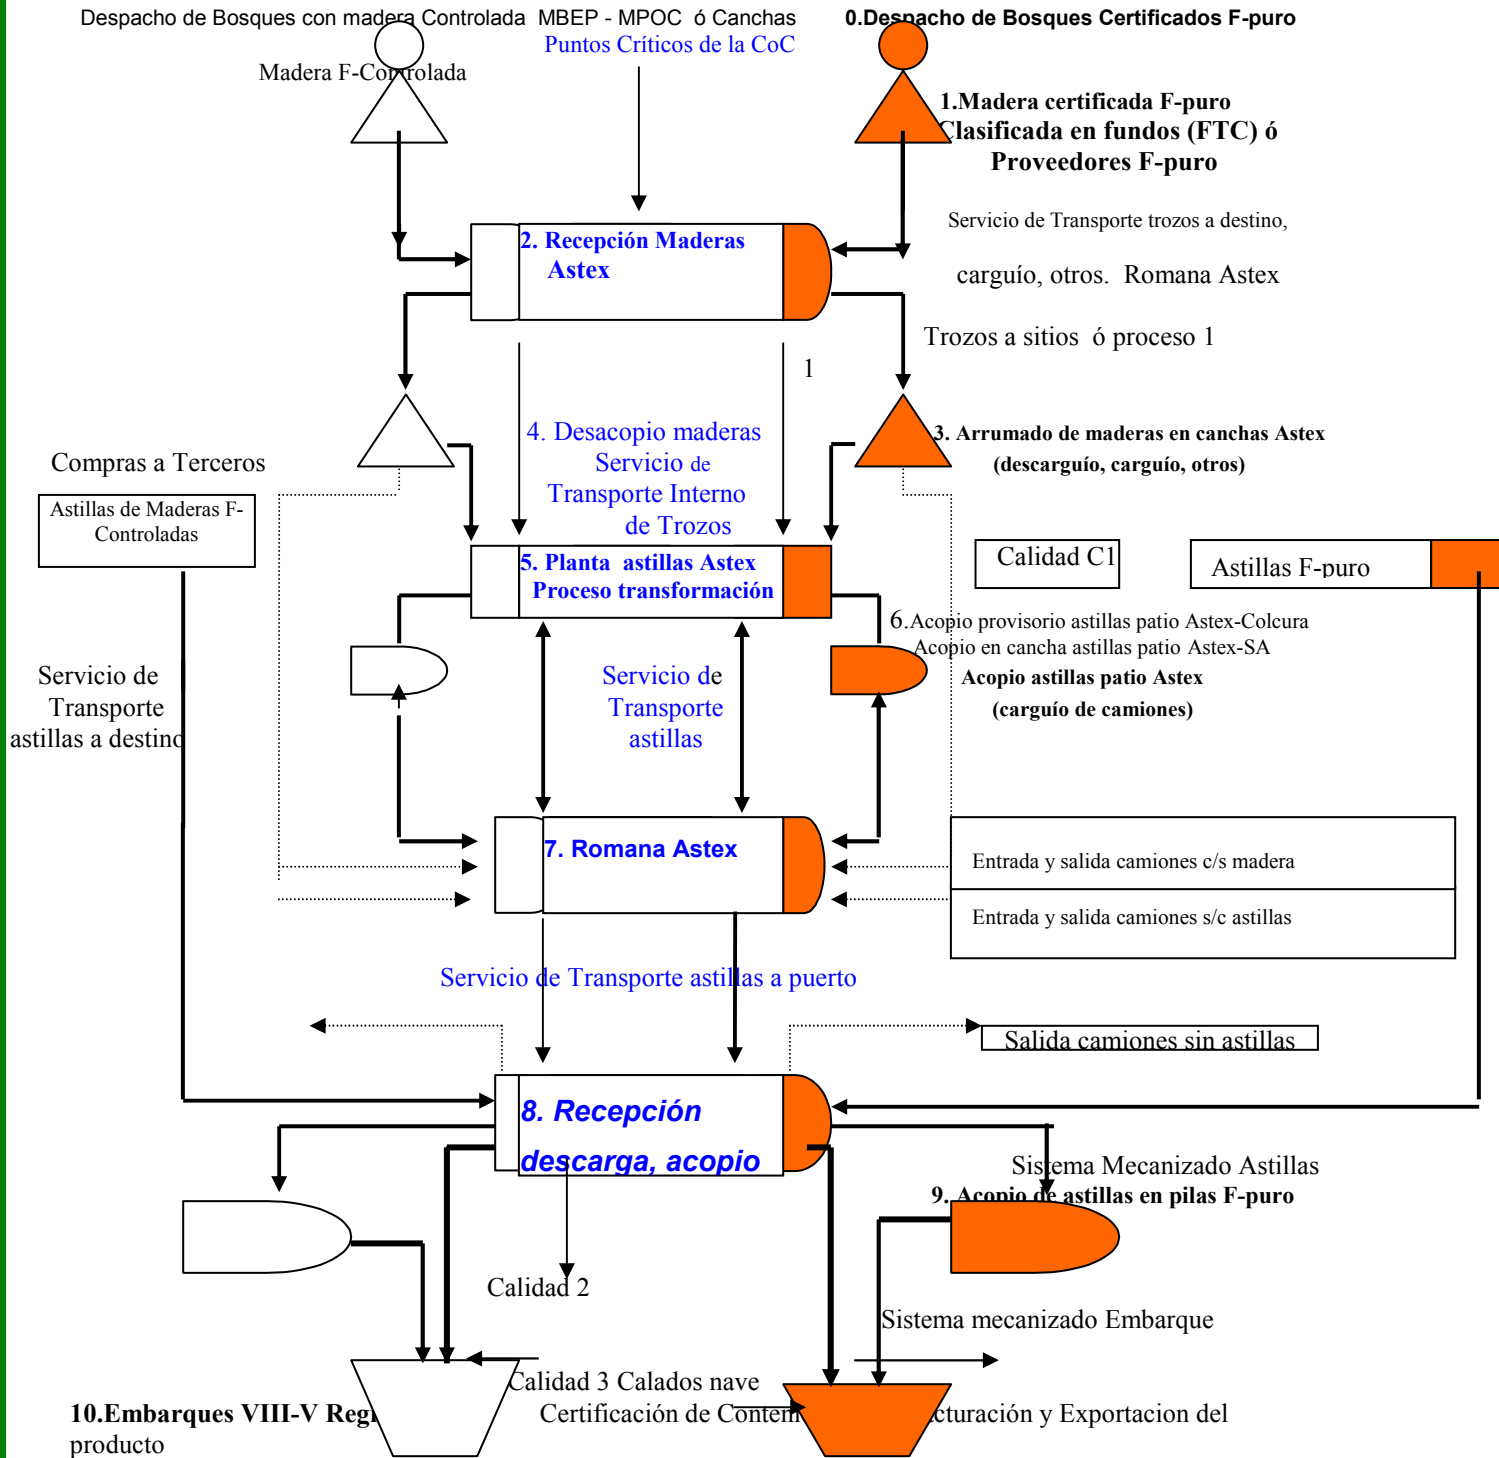 Despacho de Bosques con madera Controlada MBEP - MPOC ó Canchas
0.Despacho de Bosques Certificados F-puro
Puntos Críticos de la CoC
Madera F-Controlada
1.Madera certificada F-puro
Clasificada en fundos (FTC) ó
Proveedores F-puro
Servicio de Transporte trozos a destino,
2. Recepción Maderas
Astex
carguío, otros. Romana Astex
Trozos a sitios ó proceso 1
1
4. Desacopio maderas
Servicio de
Transporte Interno
de Trozos
3. Arrumado de maderas en canchas Astex
(descarguío, carguío, otros)
Compras a Terceros
Astillas de Maderas F-
Controladas
5. Planta astillas Astex
Proceso transformación
Calidad C1
Astillas F-puro
6.Acopio provisorio astillas patio Astex-Colcura
Acopio en cancha astillas patio Astex-SA
Acopio astillas patio Astex
(carguío de camiones)
Servicio de
Transporte
astillas a destino
Servicio de
Transporte
astillas
7. Romana Astex
Entrada y salida camiones c/s madera
Entrada y salida camiones s/c astillas
Servicio de Transporte astillas a puerto
Salida camiones sin astillas
8. Recepción
descarga, acopio
Sistema Mecanizado Astillas
9. Acopio de astillas en pilas F-puro
Calidad 2
Sistema mecanizado Embarque
Calidad 3 Calados nave
10.Embarques VIII-V
Certificación de
y Exportacion del
producto